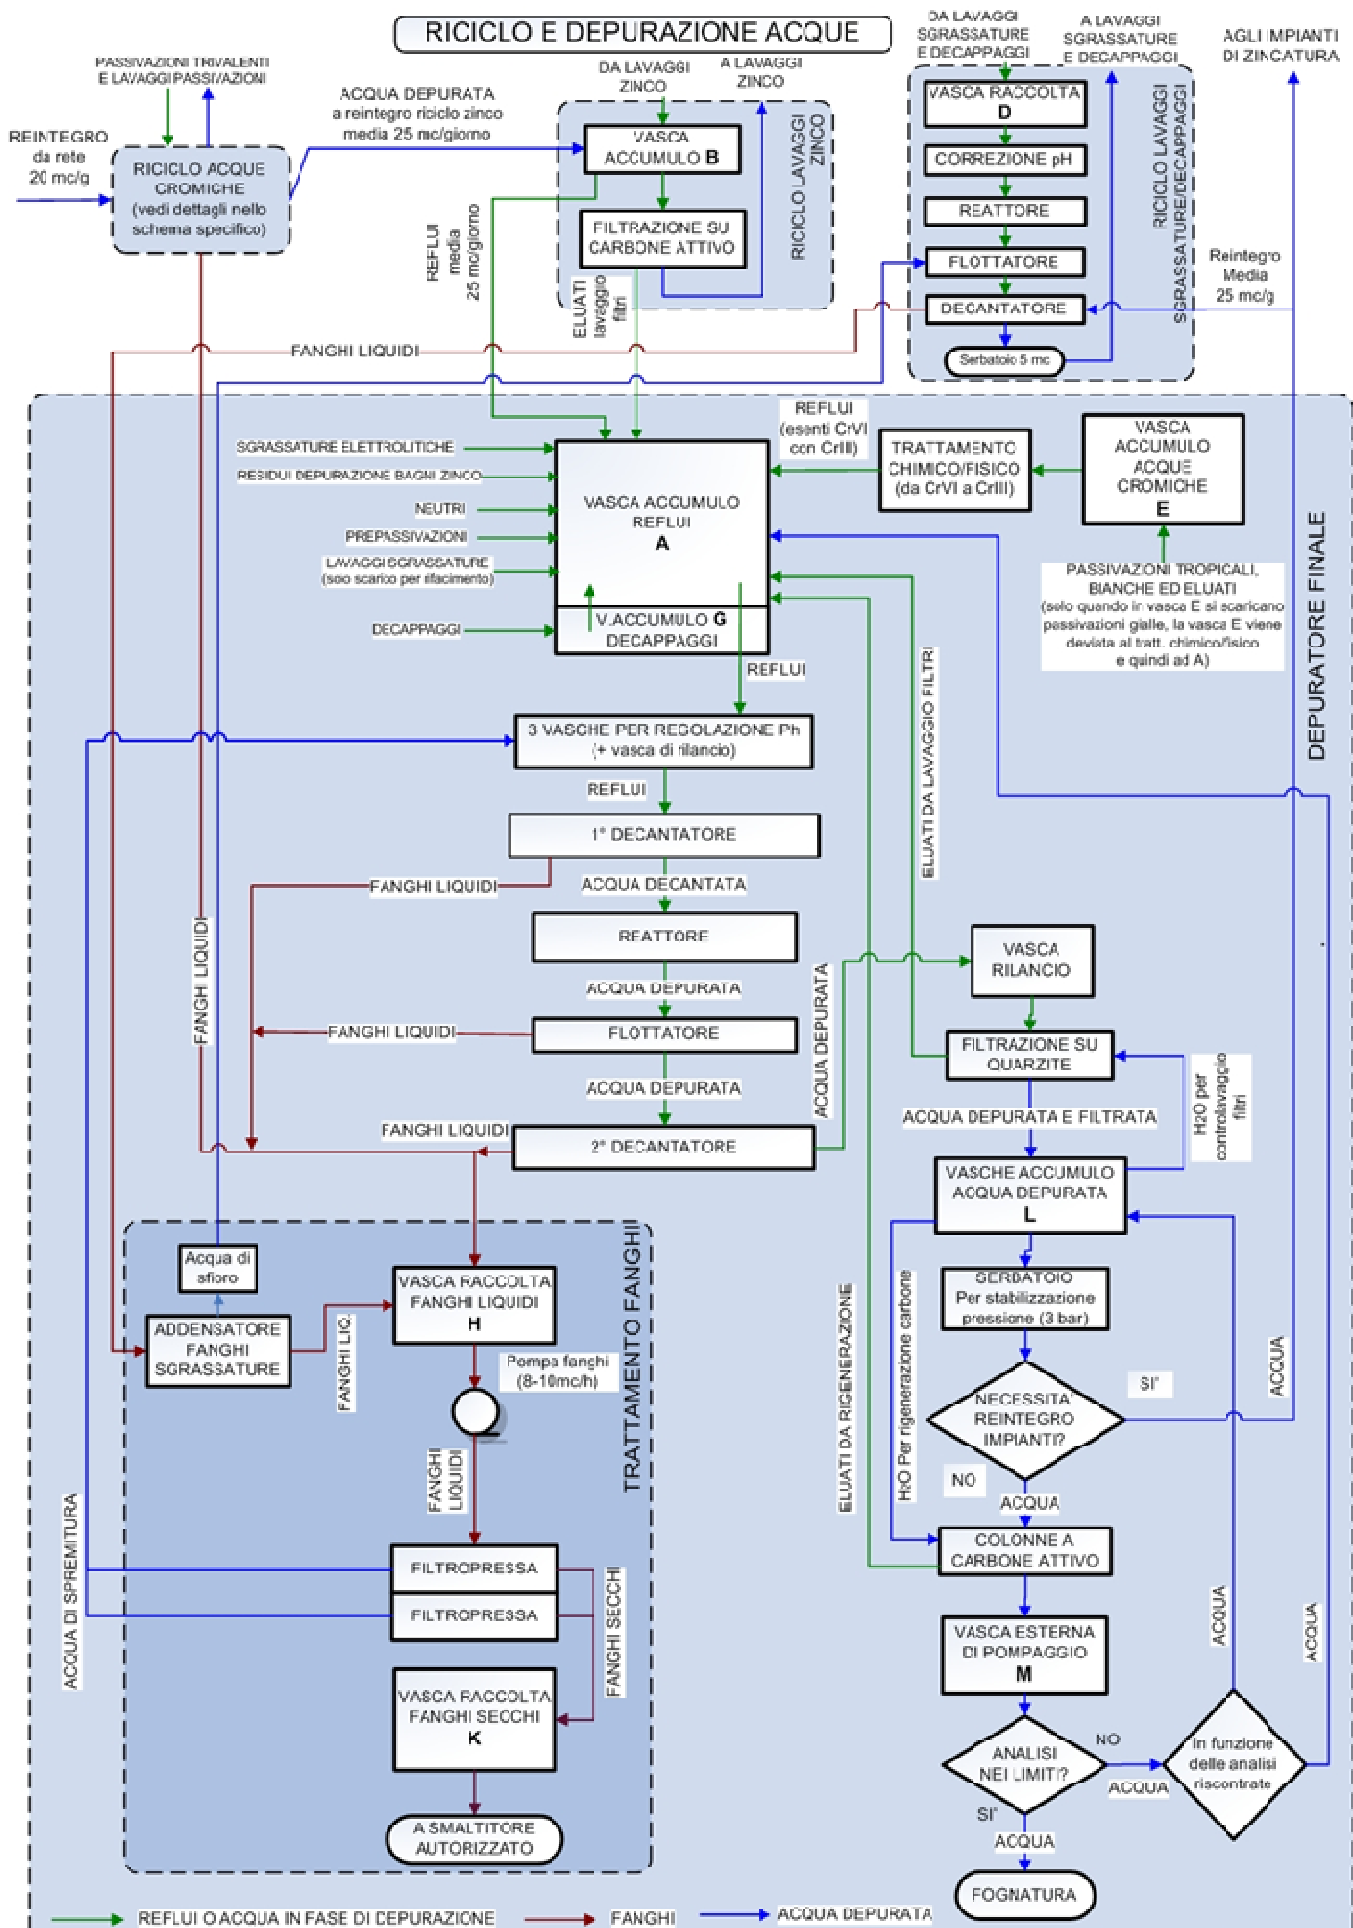 RICICLO E DEPURAZIONE ACQUE
PASSIVAZIONI TRIVALENTI
E LAVAGGI PASSIVAZIONI
REINTEGRO
da rete
20 mc/g
RICICLO ACQUE
CROMICHE
(vedi dettagli nello
schema specifico)
ACQUA DEPURATA
a reintegro riciclo zinco
media 25 mc/giorno
DA LAVAGGI
ZINCO
A LAVAGGI
ZINCO
VASCA
ACCUMULO B
FILTRAZIONE SU
CARBONE ATTIVO
RICICLO LAVAGGI
ZINCO
REFLUI
media
25 mc/giorno
ELUATI
lavaggio
filtri
DA LAVAGGI
SGRASSATURE
E DECAPPAGGI
A LAVAGGI
SGRASSATURE
E DECAPPAGGI
AGLI IMPIANTI
DI ZINCATURA
VASCA RACCOLTA
D
CORREZIONE pH
REATTORE
FLOTTATORE
DECANTATORE
Serbatoio 5 mc
RICICLO LAVAGGI
SGRASSATURE/DECAPPAGGI
Reintegro
Media
25 mc/g
FANGHI LIQUIDI
SGRASSATURE ELETTROLITICHE
RESIDUI DEPURAZIONE BAGNI ZINCO
NEUTRI
PREPASSIVAZIONI
LAVAGGI SGRASSATURE
(solo scarico per rifacimento)
DECAPPAGGI
VASCA ACCUMULO
REFLUI
A
V.ACCUMULO G
DECAPPAGGI
REFLUI
(esenti CrVI
con CrIII)
TRATTAMENTO
CHIMICO/FISICO
(da CrVI a CrIII)
VASCA
ACCUMULO
ACQUE
CROMICHE
E
PASSIVAZIONI TROPICALI,
BIANCHE ED ELUATI
(solo quando in vasca E si scaricano
passivazioni gialle, la vasca E viene
deviata al tratt. chimico/fisico
e quindi ad A)
DEPURATORE FINALE
REFLUI
3 VASCHE PER REGOLAZIONE Ph
(+ vasca di rilancio)
REFLUI
1° DECANTATORE
FANGHI LIQUIDI
ACQUA DECANTATA
REATTORE
ACQUA DEPURATA
FANGHI LIQUIDI
FLOTTATORE
ACQUA DEPURATA
FANGHI LIQUIDI
2° DECANTATORE
FANGHI LIQUIDI
ACQUA DEPURATA
ELUATI DA LAVAGGIO FILTRI
VASCA
RILANCIO
FILTRAZIONE SU
QUARZITE
ACQUA DEPURATA E FILTRATA
H2O per
controlavaggio
filtri
VASCHE ACCUMULO
ACQUA DEPURATA
L
SERBATOIO
Per stabilizzazione
pressione (3 bar)
NECESSITA'
REINTEGRO
IMPIANTI?
SI'
ACQUA
NO
ACQUA
H2O Per rigenerazione carbone
ELUATI DA RIGENERAZIONE
COLONNE A
CARBONE ATTIVO
VASCA ESTERNA
DI POMPAGGIO
M
ANALISI
NEI LIMITI?
NO
ACQUA
In funzione
delle analisi
riscontrate
ACQUA
ACQUA
SI'
ACQUA
FOGNATURA
TRATTAMENTO FANGHI
Acqua di
sfioro
ADDENSATORE
FANGHI
SGRASSATURE
FANGHI LIQ.
VASCA RACCOLTA
FANGHI LIQUIDI
H
Pompa fanghi
(8-10mc/h)
FANGHI
LIQUIDI
FILTROPRESSA
FILTROPRESSA
FANGHI SECCHI
ACQUA DI SPREMITURA
VASCA RACCOLTA
FANGHI SECCHI
K
A SMALTITORE
AUTORIZZATO
REFLUI O ACQUA IN FASE DI DEPURAZIONE
FANGHI
ACQUA DEPURATA